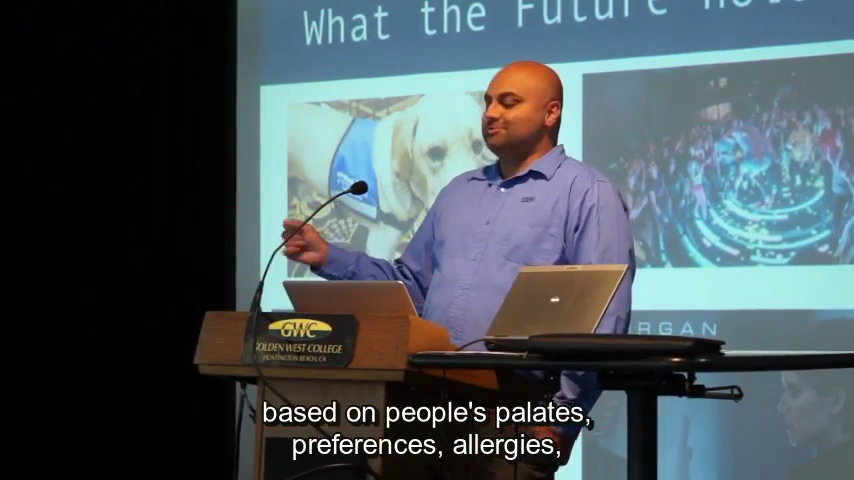 What the Future Hol
GWC
GOLDEN WEST COLLEGE
HUNTINGTON BEACH, CA
RGAN
based on people's palates,
preferences, allergies,